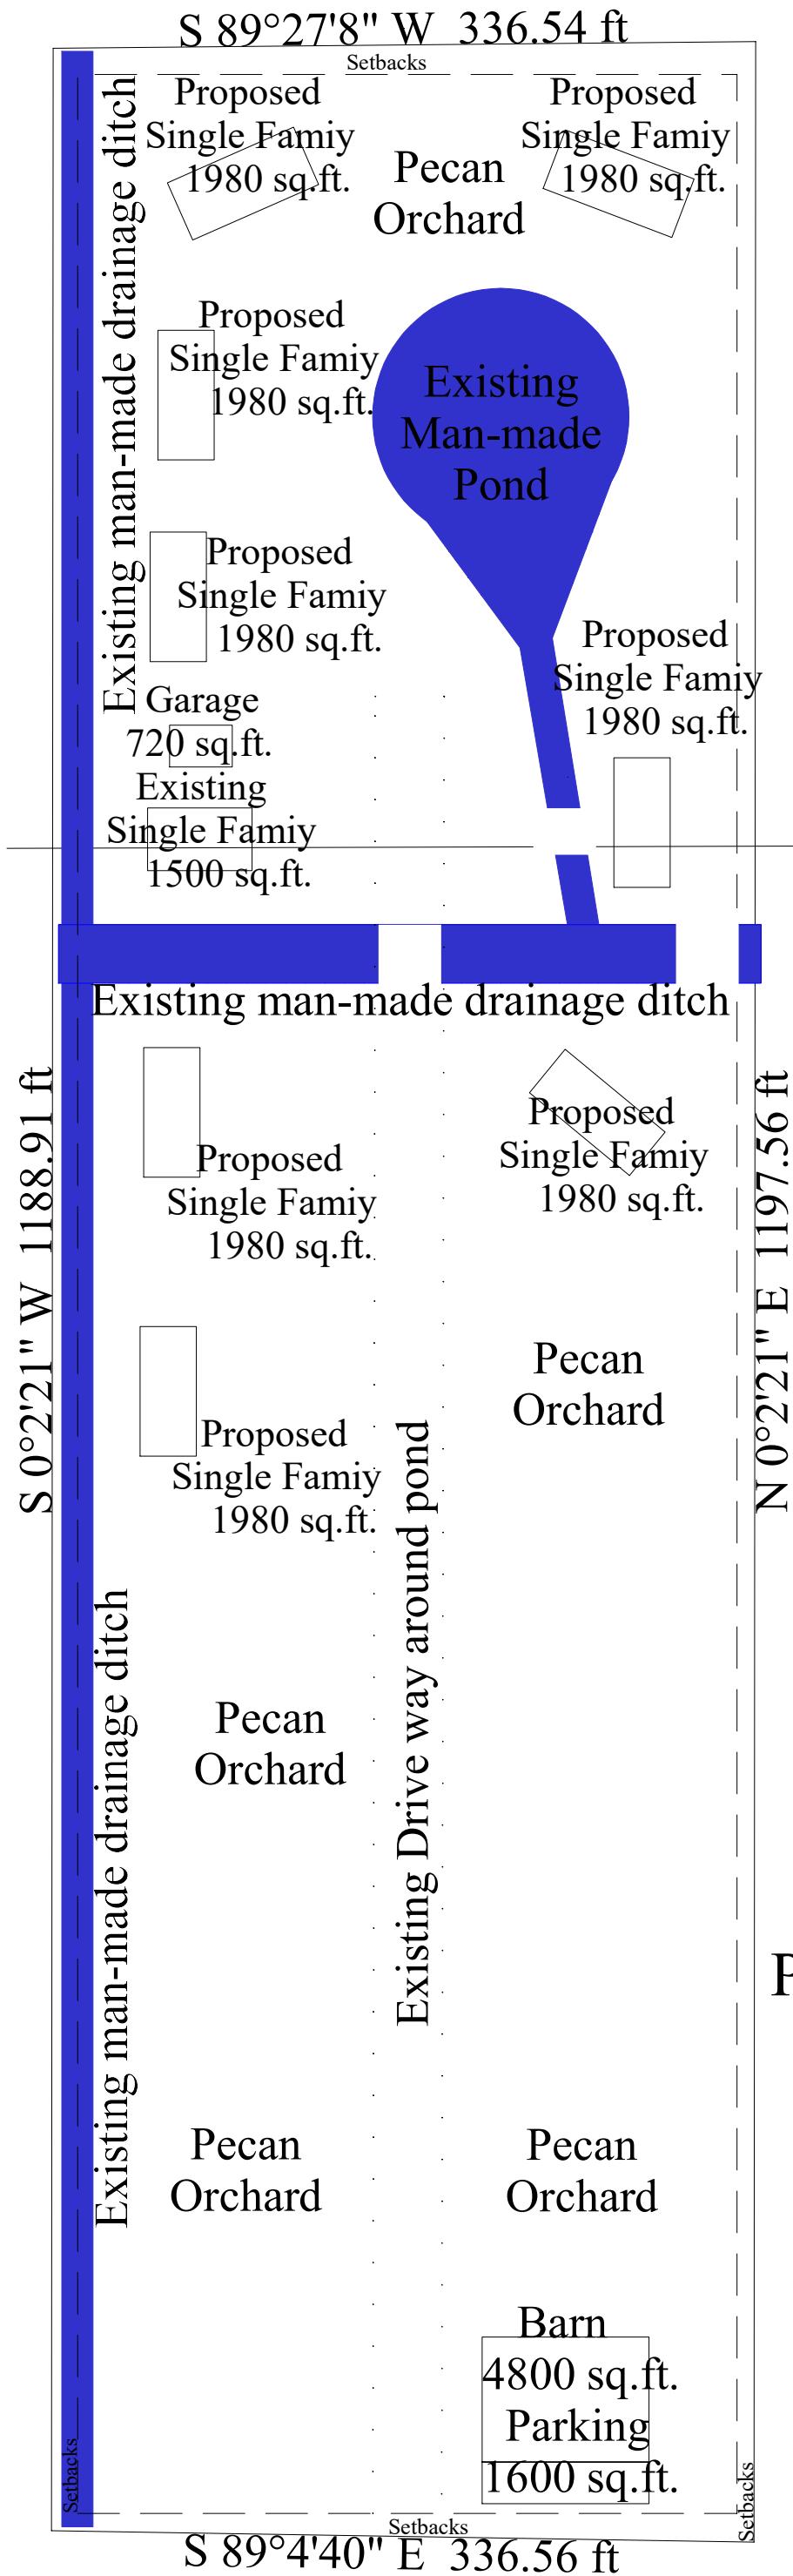 S 89°27'8" W  336.54 ft
Setbacks
Proposed
Single Famiy
1980 sq.ft.
Proposed
Single Famiy
1980 sq.ft.
Pecan
Orchard
Existing man-made drainage ditch
Proposed
Single Famiy
1980 sq.ft.
Existing
Man-made
Pond
Proposed
Single Famiy
1980 sq.ft.
Proposed
Single Famiy
1980 sq.ft.
Garage
720 sq.ft.
Existing
Single Famiy
1500 sq.ft.
Existing man-made drainage ditch
S 0°2'21" W  1188.91 ft
N 0°2'21" E  1197.56 ft
Proposed
Single Famiy
1980 sq.ft.
Proposed
Single Famiy
1980 sq.ft.
Pecan
Orchard
Proposed
Single Famiy
1980 sq.ft.
Existing Drive way around pond
Existing man-made drainage ditch
Pecan
Orchard
P
Pecan
Orchard
Pecan
Orchard
Barn
4800 sq.ft.
Parking
1600 sq.ft.
Setbacks
Setbacks
Setbacks
S 89°4'40" E  336.56 ft